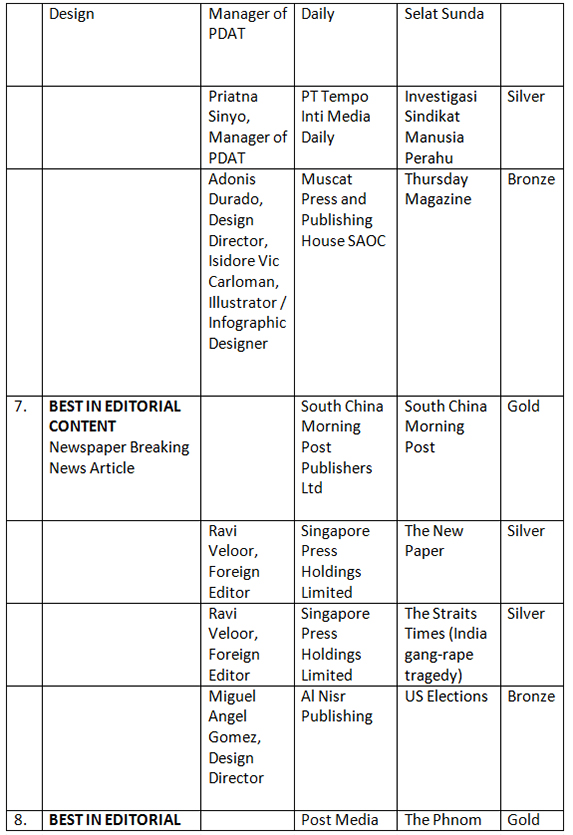 Design
Manager of
PDAT
Daily
Selat Sunda
Priatna
Sinyo,
Manager of
PDAT
PT Tempo
Inti Media
Daily
Investigasi
Sindikat
Manusia
Perahu
Silver
Adonis
Durado,
Design
Director,
Isidore Vic
Carloman,
Illustrator /
Infographic
Designer
Muscat
Press and
Publishing
House SAOC
Thursday
Magazine
Bronze
7.
BEST IN EDITORIAL
CONTENT
Newspaper Breaking
News Article
South China
Morning
Post
Publishers
Ltd
South China
Morning
Post
Gold
Ravi
Veloor,
Foreign
Editor
Singapore
Press
Holdings
Limited
The New
Paper
Silver
Ravi
Veloor,
Foreign
Editor
Singapore
Press
Holdings
Limited
The Straits
Times (India
gang-rape
tragedy)
Silver
Miguel
Angel
Gomez,
Design
Director
Al Nisr
Publishing
US Elections
Bronze
8.
BEST IN EDITORIAL
Post Media
The Phnom
Gold